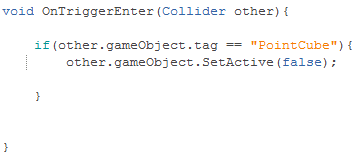 void OnTriggerEnter(Collider other){
if(other.gameObject.tag == "PointCube"){
other.gameObject.SetActive(false);
}
}